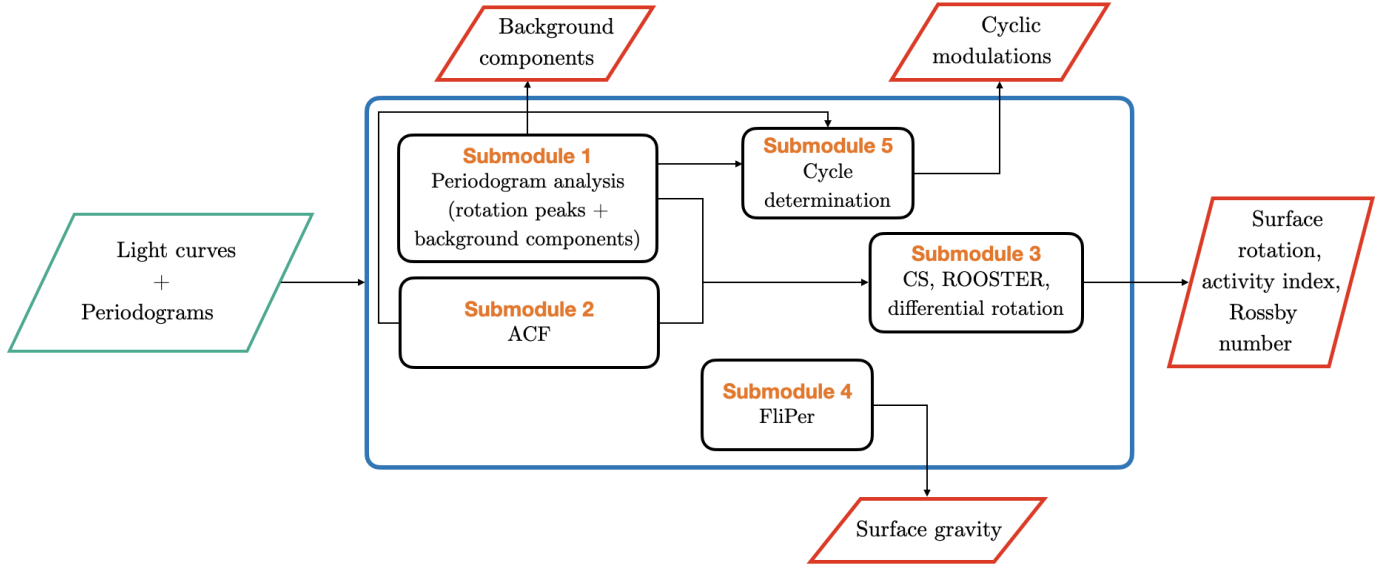 Background
components
Cyclic
modulations
Submodule 1
Periodogram analysis
(rotation peaks +
background components)
Submodule 5
Cycle
determination
Light curves
+
Periodograms
Submodule 2
ACF
Submodule 3
CS, ROOSTER,
differential rotation
Surface
rotation,
activity index,
Rossby
number
Submodule 4
FliPer
Surface gravity